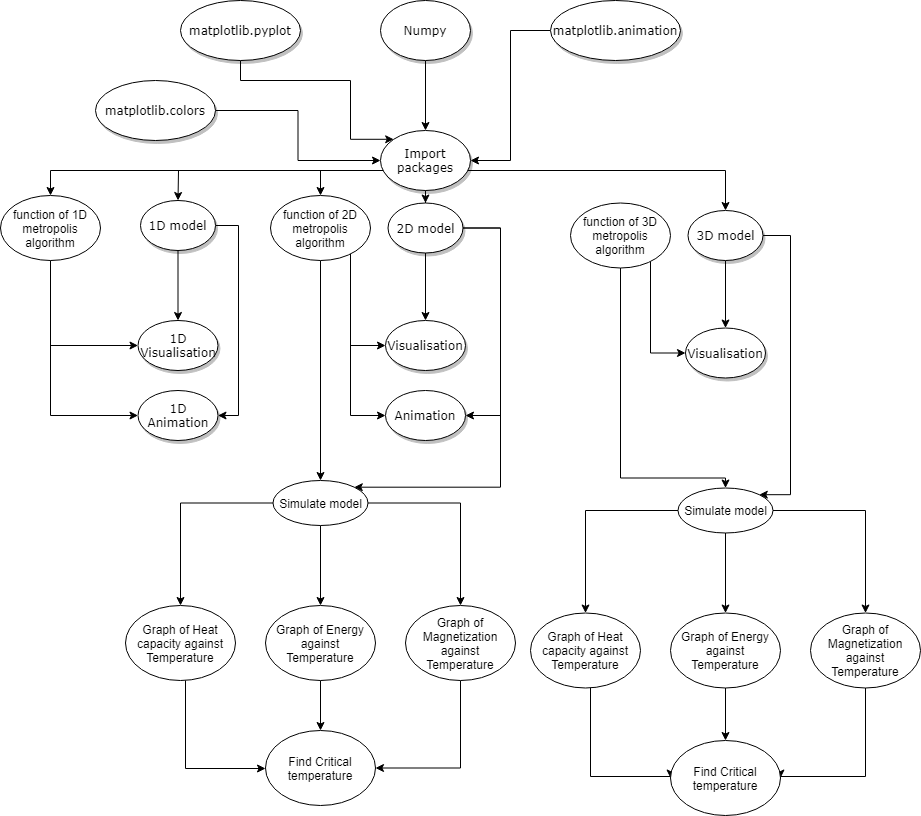 matplotlib.pyplot
Numpy
matplotlib.animation
matplotlib.colors
Import
packages
function of 1D
metropolis
algorithm
1D model
function of 2D
metropolis
algorithm
2D model
function of 3D
metropolis
algorithm
3D model
1D
Visualisation
Visualisation
Visualisation
1D
Animation
Animation
Simulate model
Simulate model
Graph of Heat
capacity against
Temperature
Graph of Energy
against
Temperature
Graph of
Magnetization
against
Temperature
Graph of Heat
capacity against
Temperature
Graph of Energy
against
Temperature
Graph of
Magnetization
against
Temperature
Find Critical
temperature
Find Critical
temperature